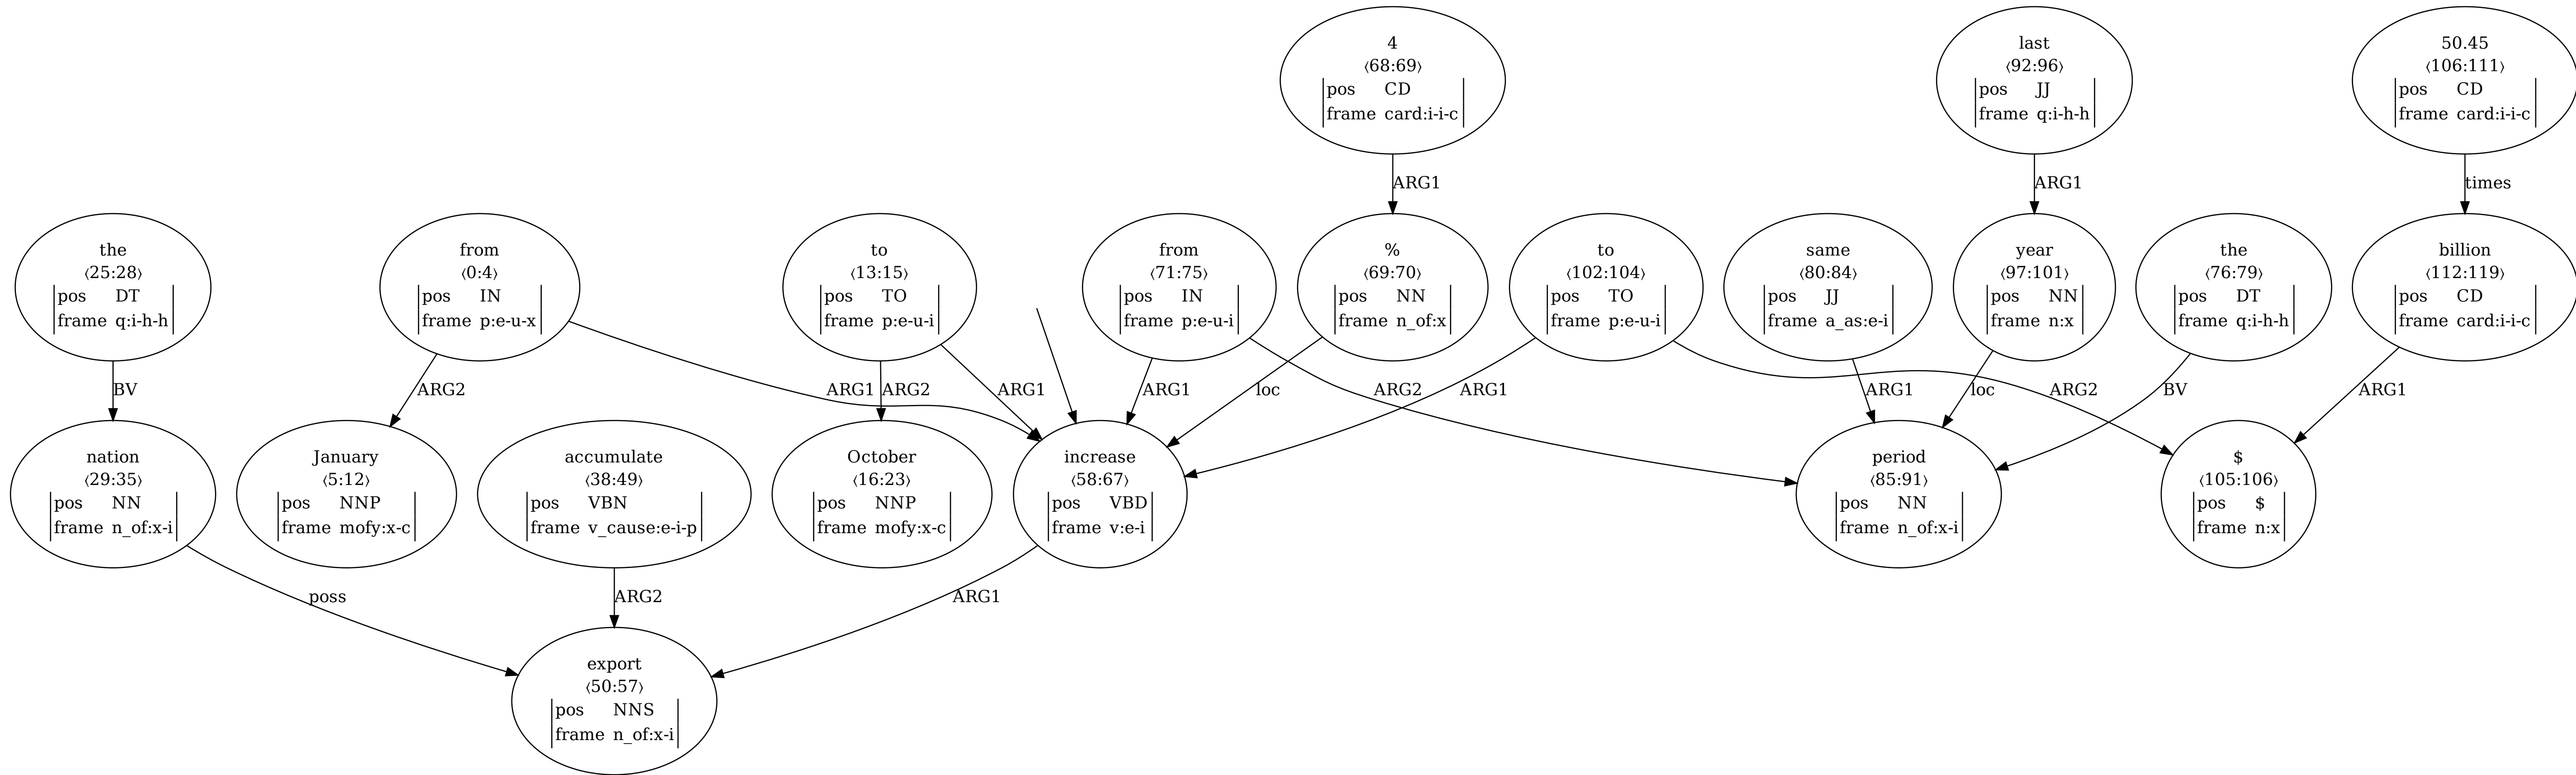 4
⟨68:69⟩
pos CD
frame card:i-i-c
last
⟨92:96⟩
pos JJ
frame q:i-h-h
50.45
⟨106:111⟩
pos CD
frame card:i-i-c
ARG1
ARG1
times
the
⟨25:28⟩
pos DT
frame q:i-h-h
from
⟨0:4⟩
pos IN
frame p:e-u-x
to
⟨13:15⟩
pos TO
frame p:e-u-i
from
⟨71:75⟩
pos IN
frame p:e-u-i
%
⟨69:70⟩
pos NN
frame n_of:x
to
⟨102:104⟩
pos TO
frame p:e-u-i
same
⟨80:84⟩
pos JJ
frame a_as:e-i
year
⟨97:101⟩
pos NN
frame n:x
the
⟨76:79⟩
pos DT
frame q:i-h-h
billion
⟨112:119⟩
pos CD
frame card:i-i-c
BV
ARG2
ARG1
ARG2
ARG1
ARG1
loc
ARG2
ARG1
ARG1
loc
ARG2
BV
ARG1
nation
⟨29:35⟩
pos NN
frame n_of:x-i
January
⟨5:12⟩
pos NNP
frame mofy:x-c
accumulate
⟨38:49⟩
pos VBN
frame v_cause:e-i-p
October
⟨16:23⟩
pos NNP
frame mofy:x-c
increase
⟨58:67⟩
pos VBD
frame v:e-i
period
⟨85:91⟩
pos NN
frame n_of:x-i
$
⟨105:106⟩
pos $
frame n:x
poss
ARG2
ARG1
export
⟨50:57⟩
pos NNS
frame n_of:x-i